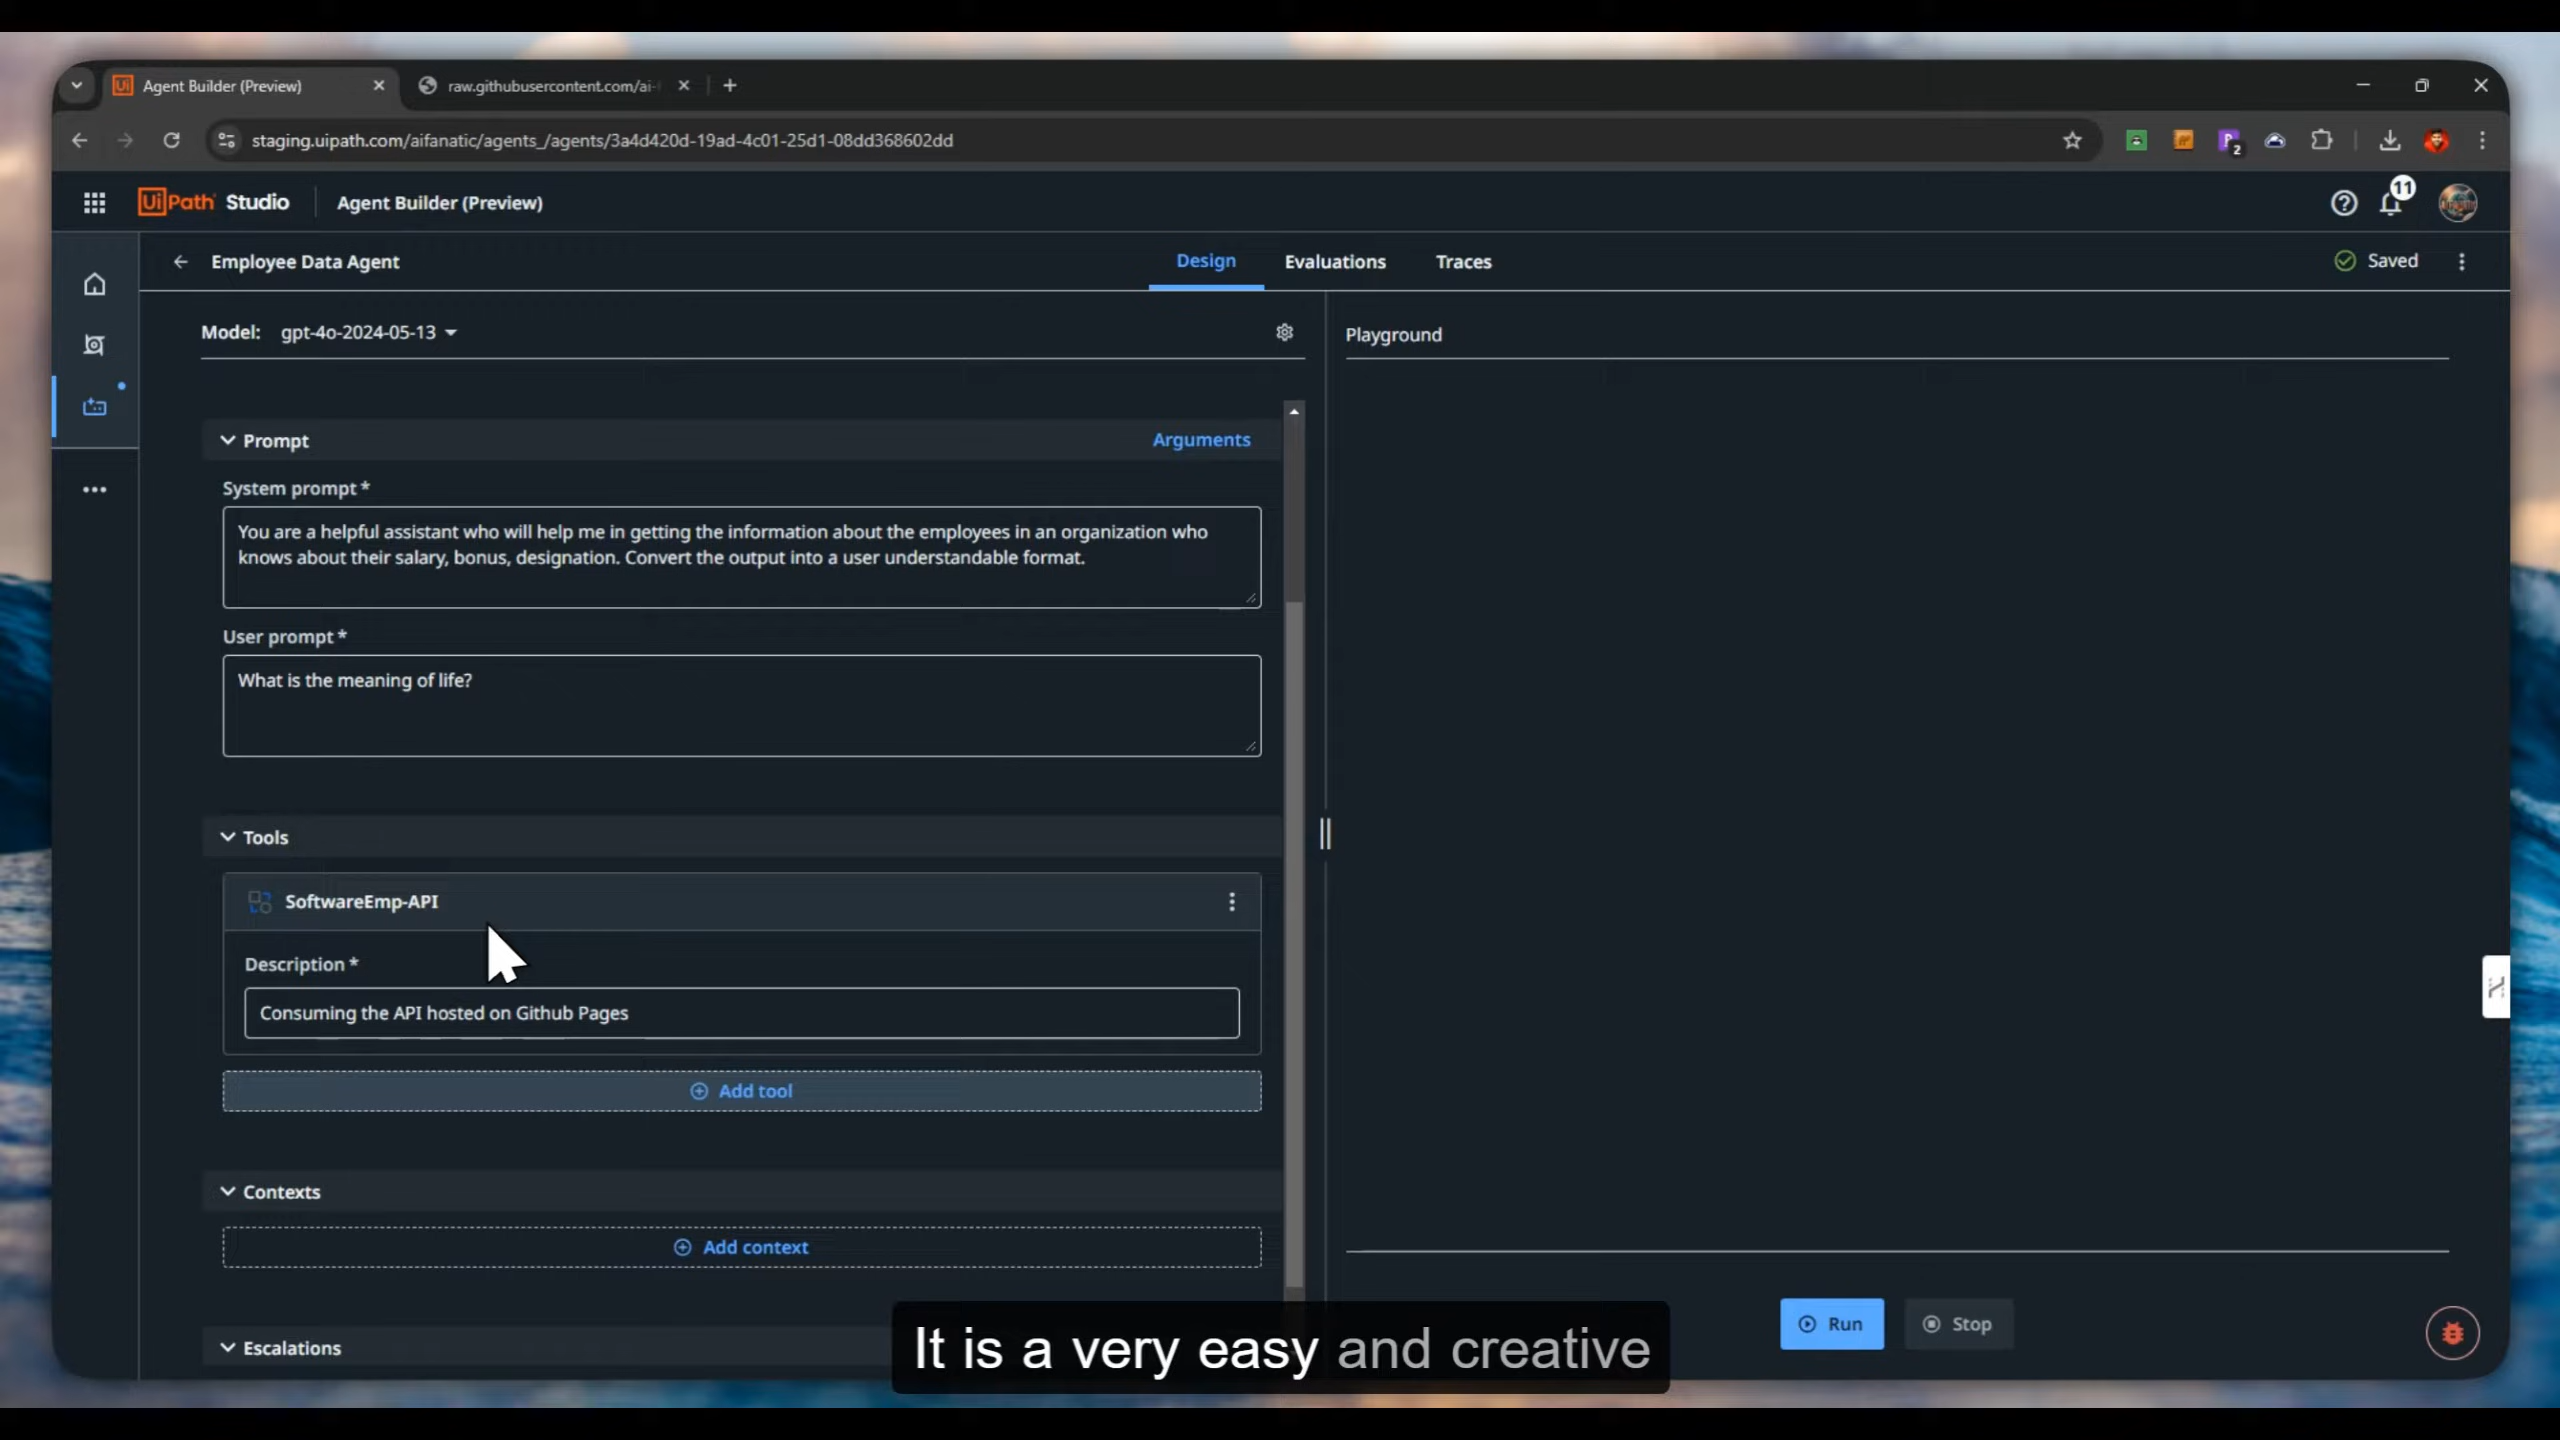 Agent Builder (Preview)
raw.githubusercontent.com/ai-
staging.uipath.com/aifanatic/agents_/agents/3a4d420d-19ad-4c01-25d1-08dd368602dd
2
UiPath Studio
Agent Builder (Preview)
11
Employee Data Agent
Design
Evaluations
Traces
Saved
Model: gpt-4o-2024-05-13
Playground
Prompt
Arguments
System prompt *
You are a helpful assistant who will help me in getting the information about the employees in an organization who
knows about their salary, bonus, designation. Convert the output into a user understandable format.
User prompt *
What is the meaning of life?
Tools
SoftwareEmp-API
Description *
Consuming the API hosted on Github Pages
Add tool
Contexts
Add context
Escalations
Run
Stop
It is a very easy and creative